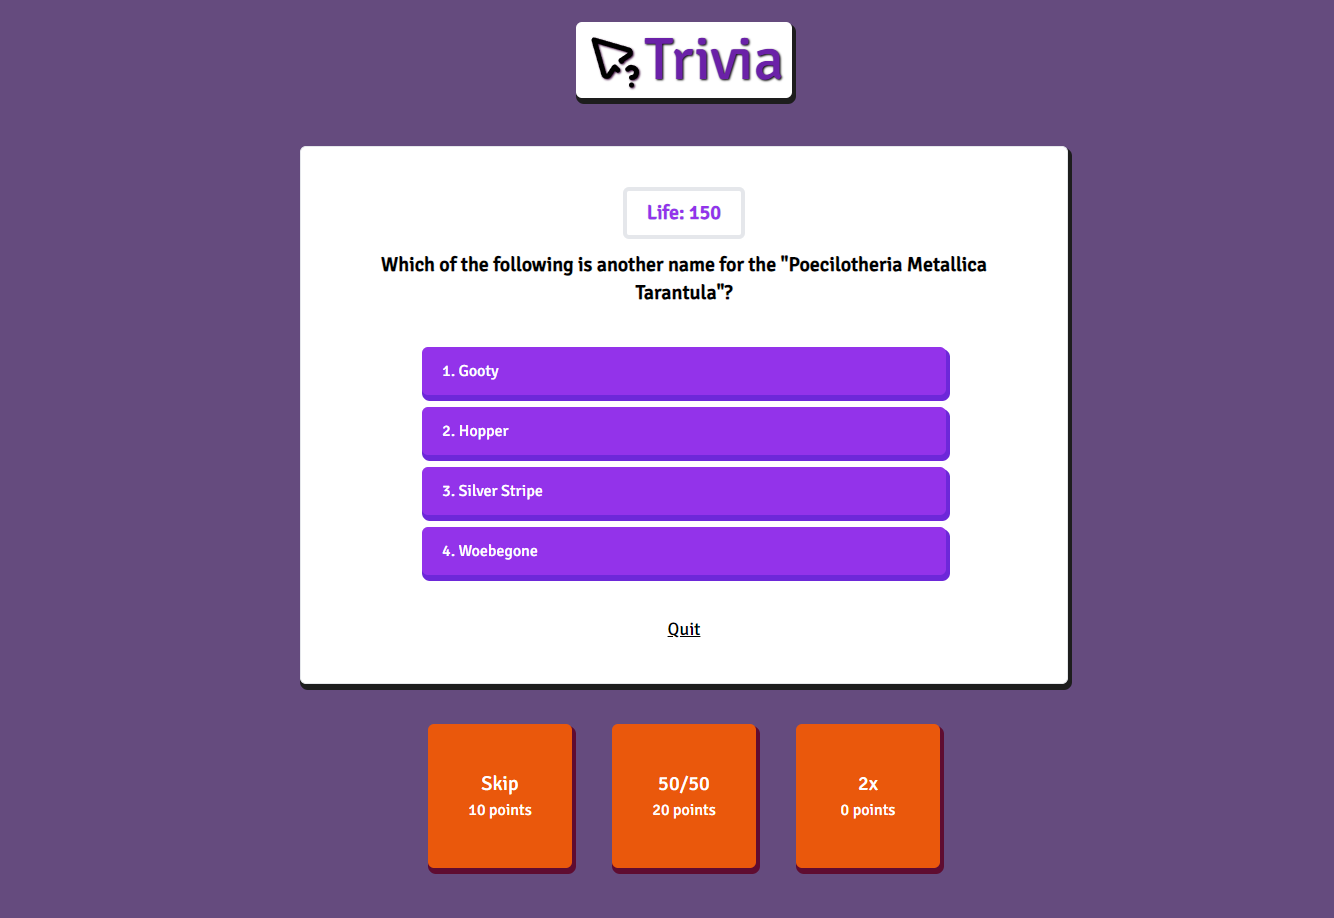 Trivia
Life: 150
Which of the following is another name for the "Poecilotheria Metallica
Tarantula"?
1. Gooty
2. Hopper
3. Silver Stripe
4. Woebegone
Quit
Skip
10 points
50/50
20 points
2x
0 points